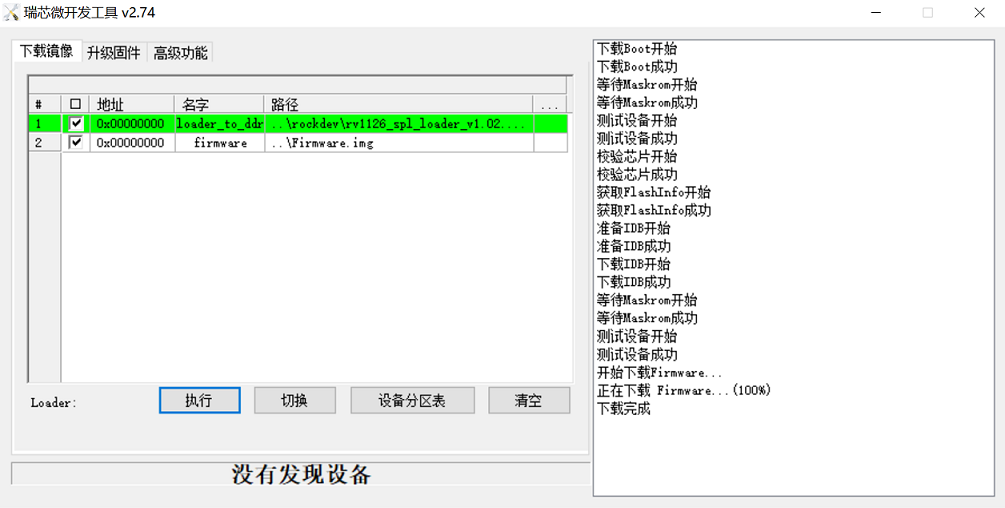 瑞芯微开发工具 v2.74
下载镜像 升级固件 高级功能
# 地址 名字 路径 ...
1 0x00000000 loader_to_ddr ..\rockdev\rv1126_spl_loader_v1.02....
2 0x00000000 firmware ..\Firmware.img
Loader: 执行 切换 设备分区表 清空
没有发现设备
下载Boot开始
下载Boot成功
等待Maskrom开始
等待Maskrom成功
测试设备开始
测试设备成功
校验芯片开始
校验芯片成功
获取FlashInfo开始
获取FlashInfo成功
准备IDB开始
准备IDB成功
下载IDB开始
下载IDB成功
等待Maskrom开始
等待Maskrom成功
测试设备开始
测试设备成功
开始下载Firmware...
正在下载 Firmware...(100%)
下载完成